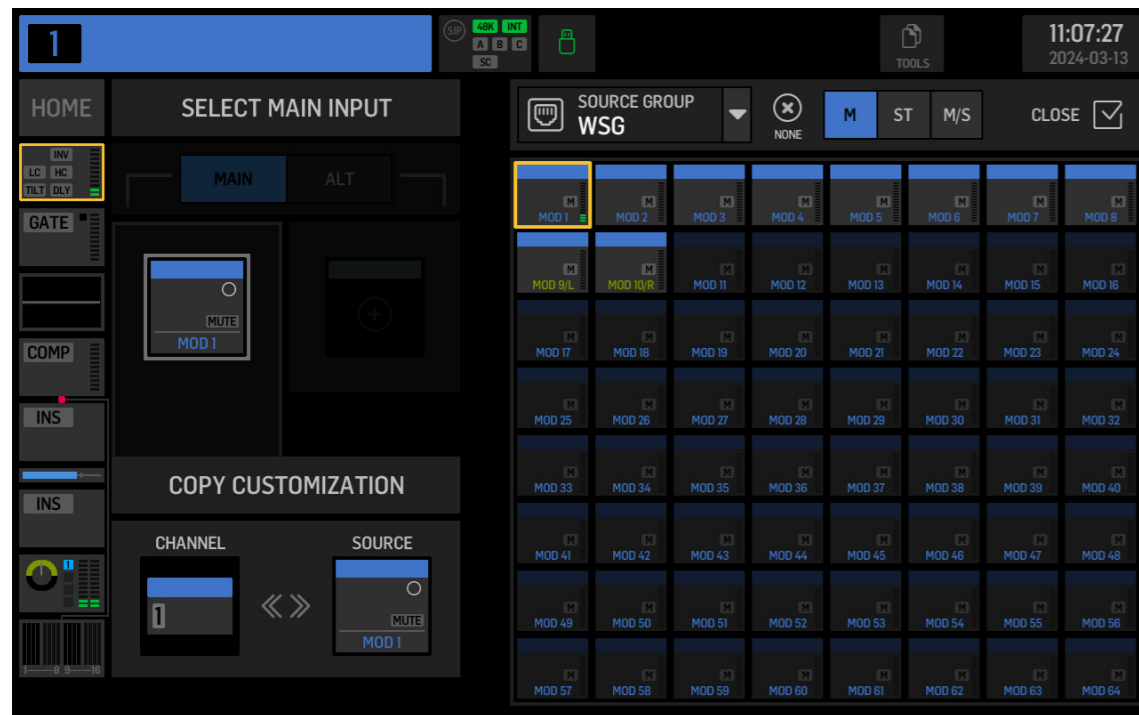 1
SIP 48K INT
A B C
SC
TOOLS
11:07:27
2024-03-13
HOME
SELECT MAIN INPUT
SOURCE GROUP
WSG
NONE
M ST M/S
CLOSE
INV
LC HC
TILT DLY
MAIN ALT
GATE
MUTE
MOD 1
COMP
INS
INS
COPY CUSTOMIZATION
CHANNEL SOURCE
1
MUTE
MOD 1
1
1 8 9 16
M M M M M M M M
MOD 1 MOD 2 MOD 3 MOD 4 MOD 5 MOD 6 MOD 7 MOD 8
M M M M M M M M
MOD 9/L MOD 10/R MOD 11 MOD 12 MOD 13 MOD 14 MOD 15 MOD 16
M M M M M M M M
MOD 17 MOD 18 MOD 19 MOD 20 MOD 21 MOD 22 MOD 23 MOD 24
M M M M M M M M
MOD 25 MOD 26 MOD 27 MOD 28 MOD 29 MOD 30 MOD 31 MOD 32
M M M M M M M M
MOD 33 MOD 34 MOD 35 MOD 36 MOD 37 MOD 38 MOD 39 MOD 40
M M M M M M M M
MOD 41 MOD 42 MOD 43 MOD 44 MOD 45 MOD 46 MOD 47 MOD 48
M M M M M M M M
MOD 49 MOD 50 MOD 51 MOD 52 MOD 53 MOD 54 MOD 55 MOD 56
M M M M M M M M
MOD 57 MOD 58 MOD 59 MOD 60 MOD 61 MOD 62 MOD 63 MOD 64